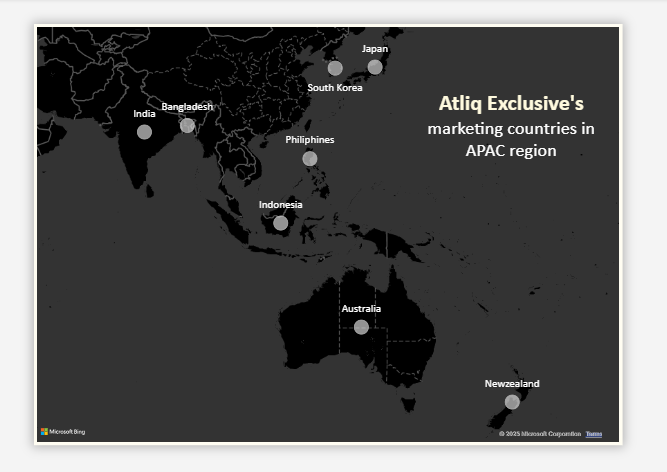 Japan
South Korea
Atliq Exclusive's
marketing countries in
APAC region
Bangladesh
India
Philiphines
Indonesia
Australia
Newzealand
Microsoft Bing
© 2023 Microsoft Corporation Terms